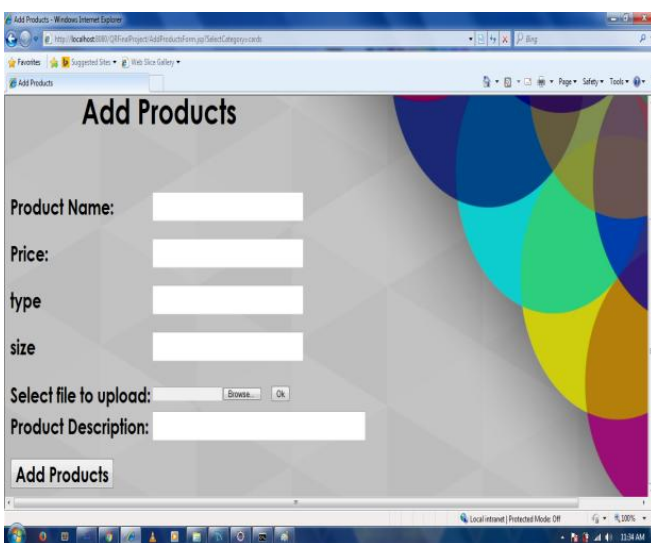 Add Products - Windows Internet Explorer
http://localhost:8080/QRFinalProject/AddProductsForm.jsp?SelectCategory=cards
Bing
Favorites Suggested Sites Web Slice Gallery
Add Products
Page Safety Tools
Add Products
Product Name:
Price:
type
size
Select file to upload: Browse... Ok
Product Description:
Add Products
Local intranet | Protected Mode: Off 100%
11:34 AM